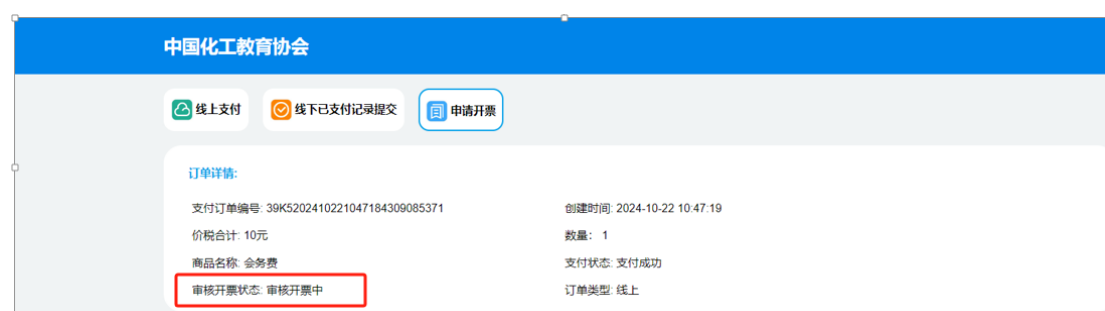 中国化工教育协会
线上支付 线下已支付记录提交 申请开票
订单详情:
支付订单编号: 39K5202410221047184309085371 创建时间: 2024-10-22 10:47:19
价税合计: 10元 数量： 1
商品名称: 会务费 支付状态: 支付成功
审核开票状态: 审核开票中 订单类型: 线上